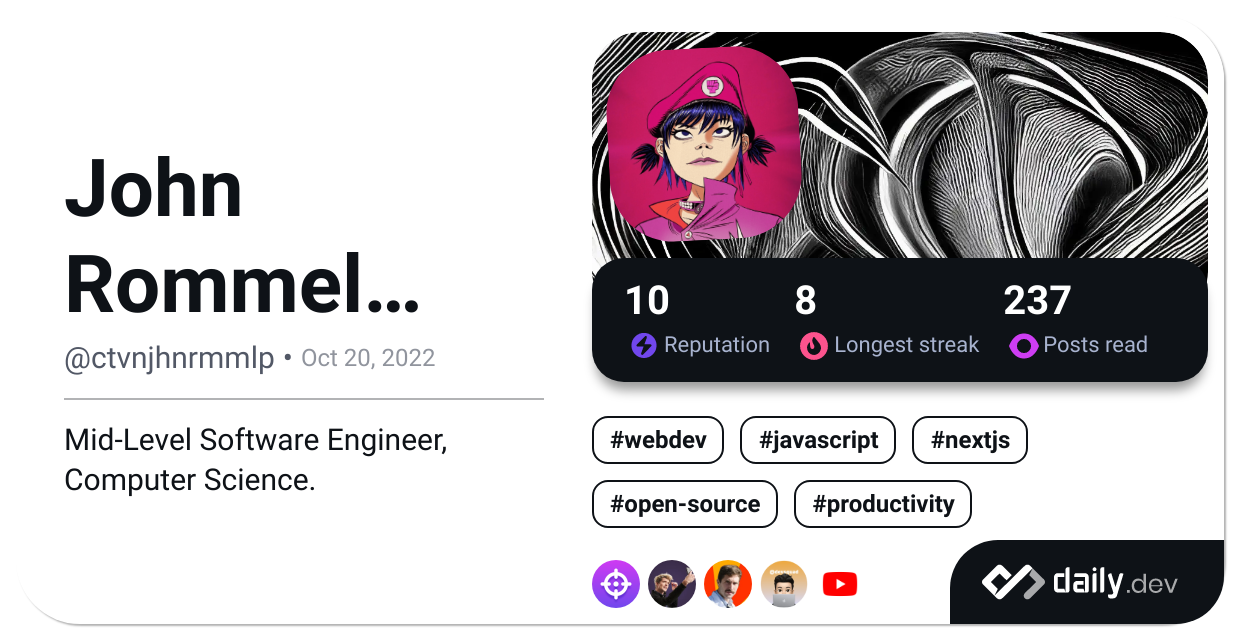 John
Rommel...
@ctvnjhnrmmlp • Oct 20, 2022
Mid-Level Software Engineer,
Computer Science.
10 8 237
Reputation Longest streak Posts read
#webdev #javascript #nextjs
#open-source #productivity
daily.dev